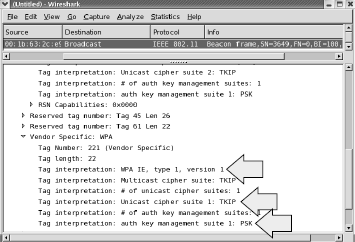 (Untitled) - Wireshark
File Edit View Go Capture Analyze Statistics Help
Source Destination Protocol Info
00:1b:63:2c:e9 Broadcast IEEE 802.11 Beacon frame,SN=3649,FN=0,BI=100,
Tag interpretation: Unicast cipher suite 2: TKIP
Tag interpretation: # of auth key management suites: 1
Tag interpretation: auth key management suite 1: PSK
RSN Capabilities: 0x0000
Reserved tag number: Tag 45 Len 26
Reserved tag number: Tag 61 Len 22
Vendor Specific: WPA
Tag Number: 221 (Vendor Specific)
Tag length: 22
Tag interpretation: WPA IE, type 1, version 1
Tag interpretation: Multicast cipher suite: TKIP
Tag interpretation: # of unicast cipher suites: 1
Tag interpretation: Unicast cipher suite 1: TKIP
Tag interpretation: # of auth key management suites:
Tag interpretation: auth key management suite 1: PSK